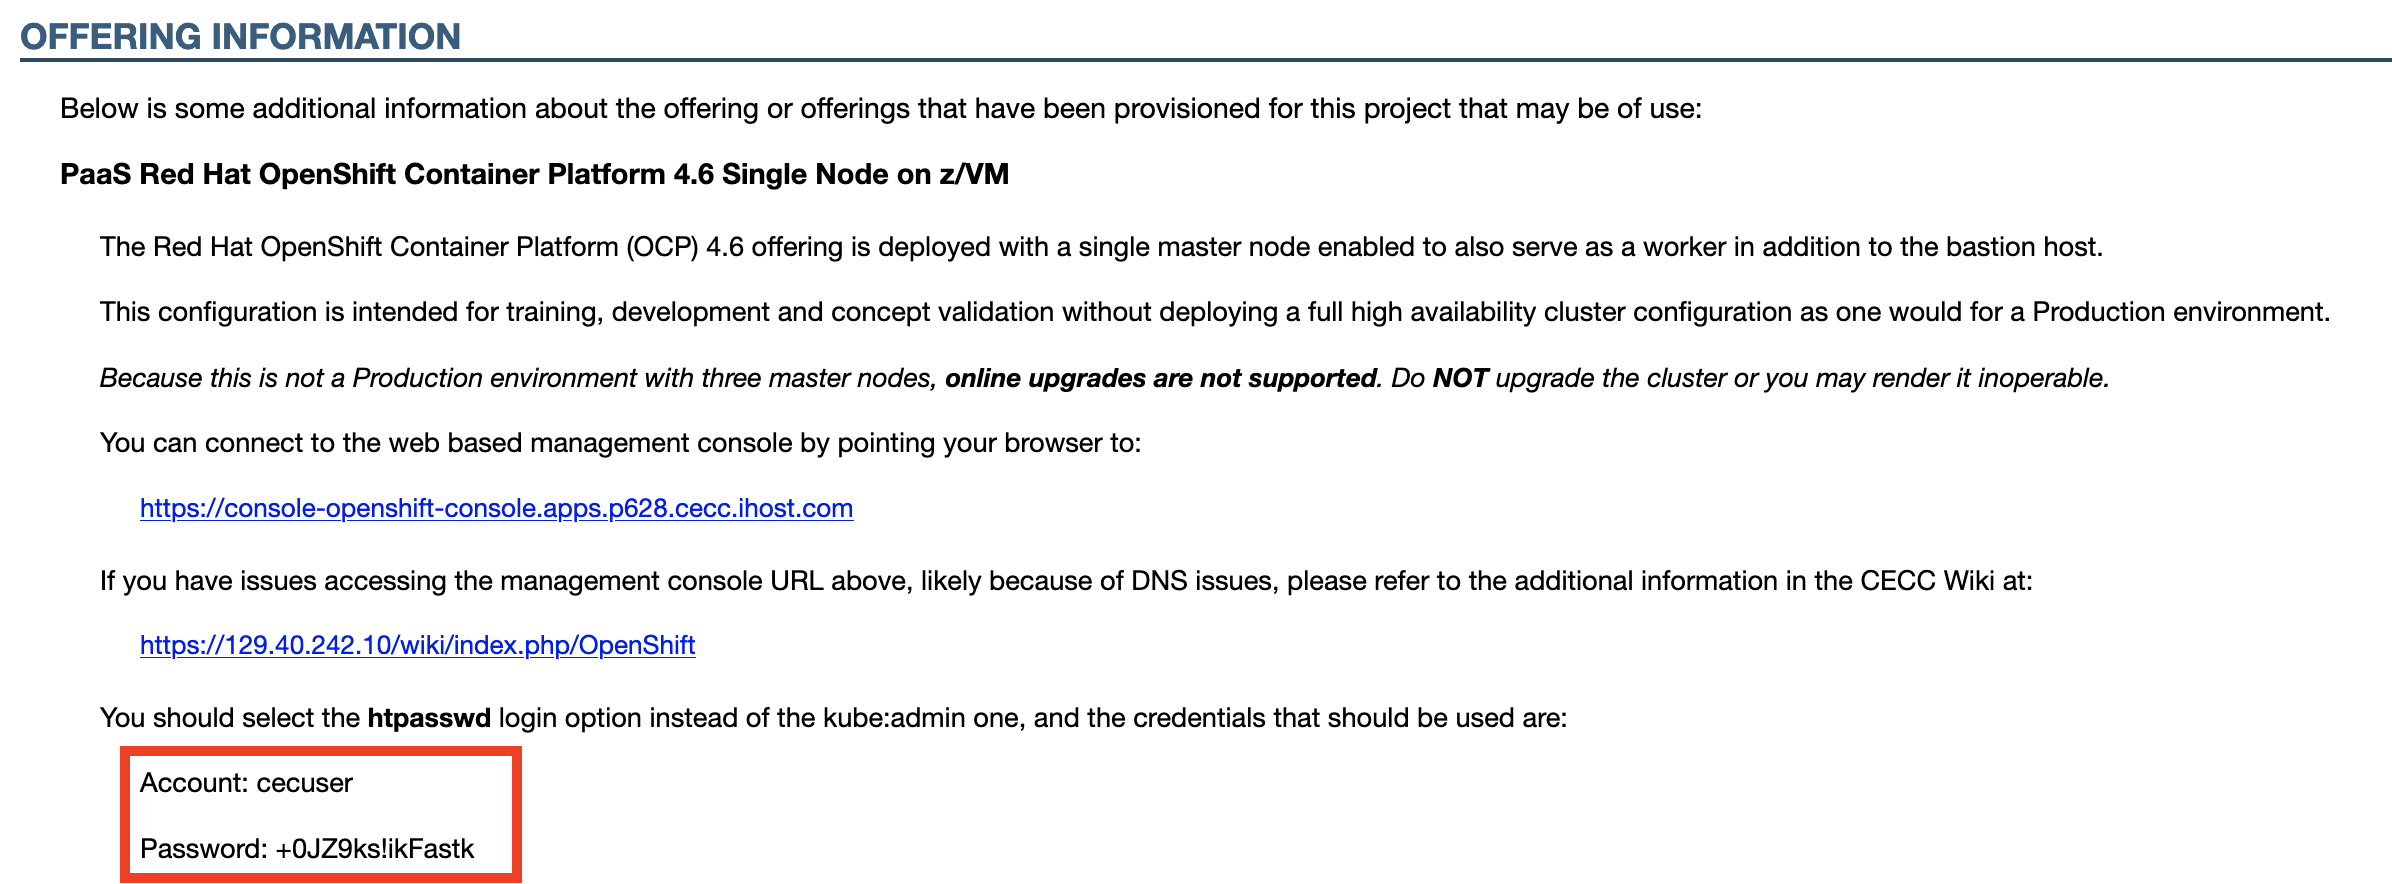 OFFERING INFORMATION
Below is some additional information about the offering or offerings that have been provisioned for this project that may be of use:
PaaS Red Hat OpenShift Container Platform 4.6 Single Node on z/VM
The Red Hat OpenShift Container Platform (OCP) 4.6 offering is deployed with a single master node enabled to also serve as a worker in addition to the bastion host.
This configuration is intended for training, development and concept validation without deploying a full high availability cluster configuration as one would for a Production environment.
Because this is not a Production environment with three master nodes, online upgrades are not supported. Do NOT upgrade the cluster or you may render it inoperable.
You can connect to the web based management console by pointing your browser to:
https://console-openshift-console.apps.p628.cecc.ihost.com
If you have issues accessing the management console URL above, likely because of DNS issues, please refer to the additional information in the CECC Wiki at:
https://129.40.242.10/wiki/index.php/OpenShift
You should select the htpasswd login option instead of the kube:admin one, and the credentials that should be used are:
Account: cecuser
Password: +0JZ9ks!ikFastk